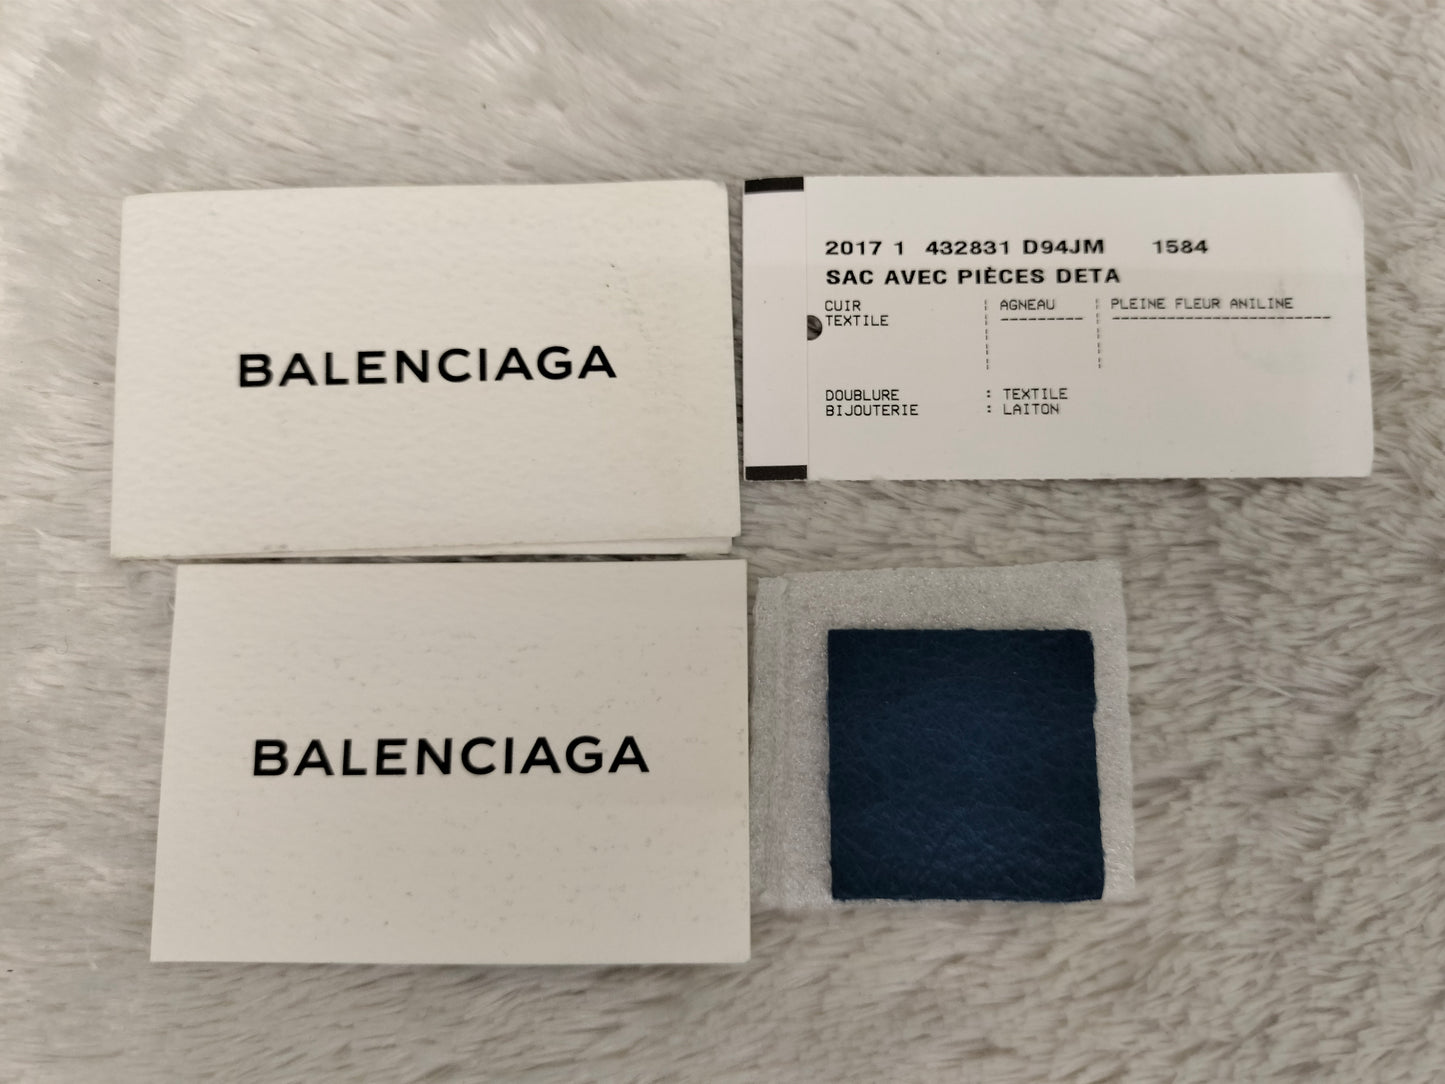 BALENCIAGA
2017 1 432831 D94JM 1584
SAC AVEC PIÈCES DETA
CUIR ¦ AGNEAU ¦ PLEINE FLEUR ANILINE
TEXTILE ¦ --------- ¦ ------------------------
DOUBLURE : TEXTILE
BIJOUTERIE : LAITON
BALENCIAGA